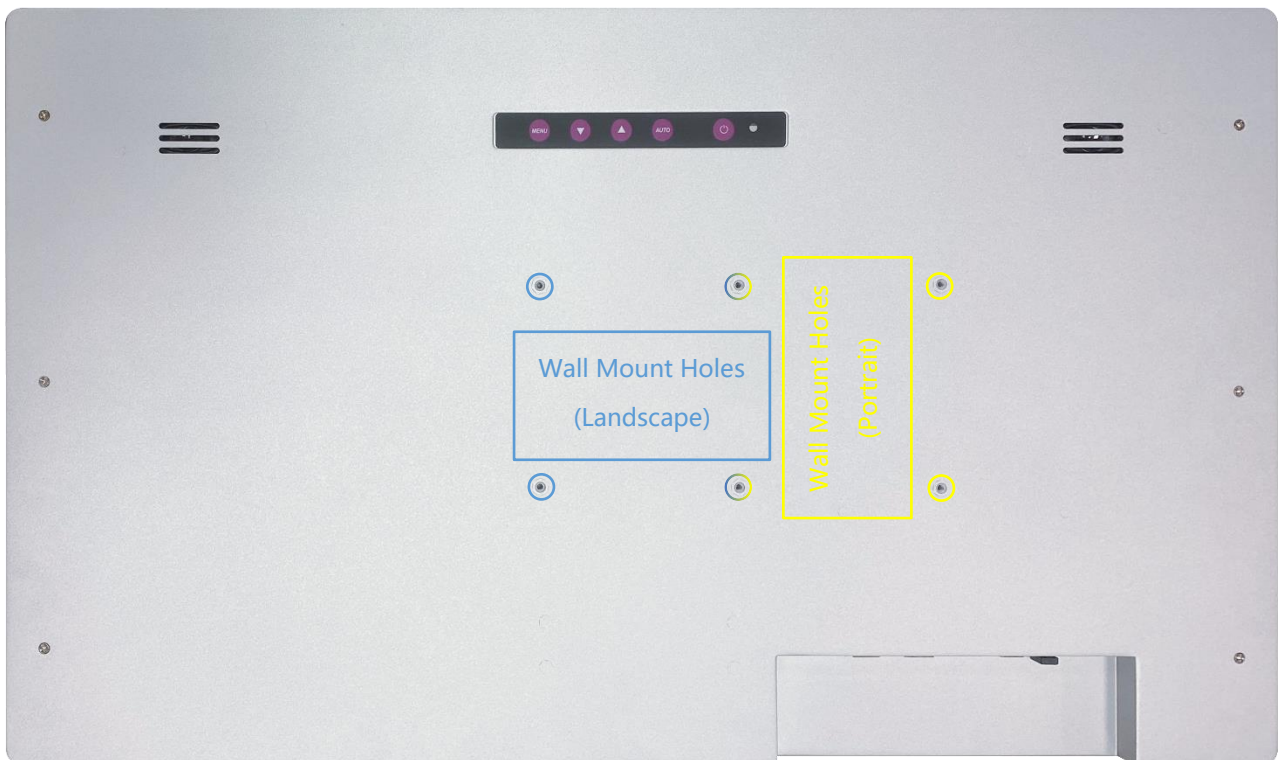 MENU
AUTO
Wall Mount Holes
(Landscape)
Wall Mount Holes
(Portrait)